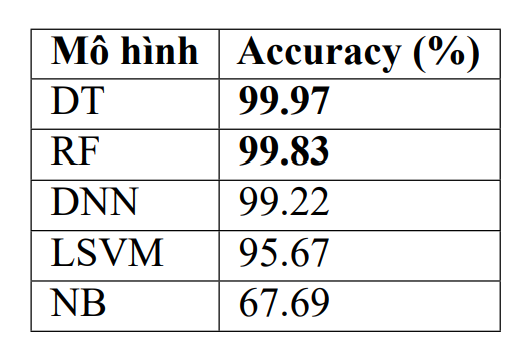 Mô hình Accuracy (%)
DT 99.97
RF 99.83
DNN 99.22
LSVM 95.67
NB 67.69